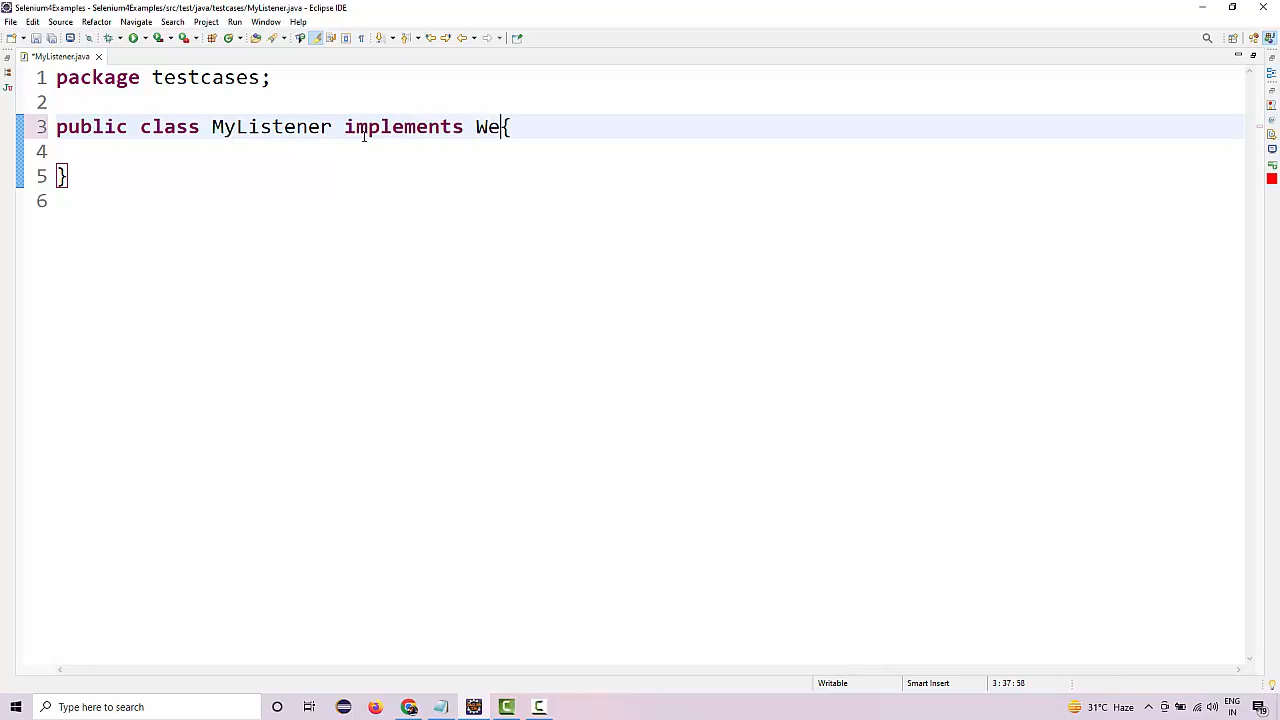 Selenium4Examples - Selenium4Examples/src/test/java/testcases/MyListener.java - Eclipse IDE
File Edit Source Refactor Navigate Search Project Run Window Help
*MyListener.java
1 package testcases;
2
3 public class MyListener implements We{
4
5 }
6
Writable Smart Insert 3 : 37 : 58
Type here to search
31°C Haze
ENG
IN
19